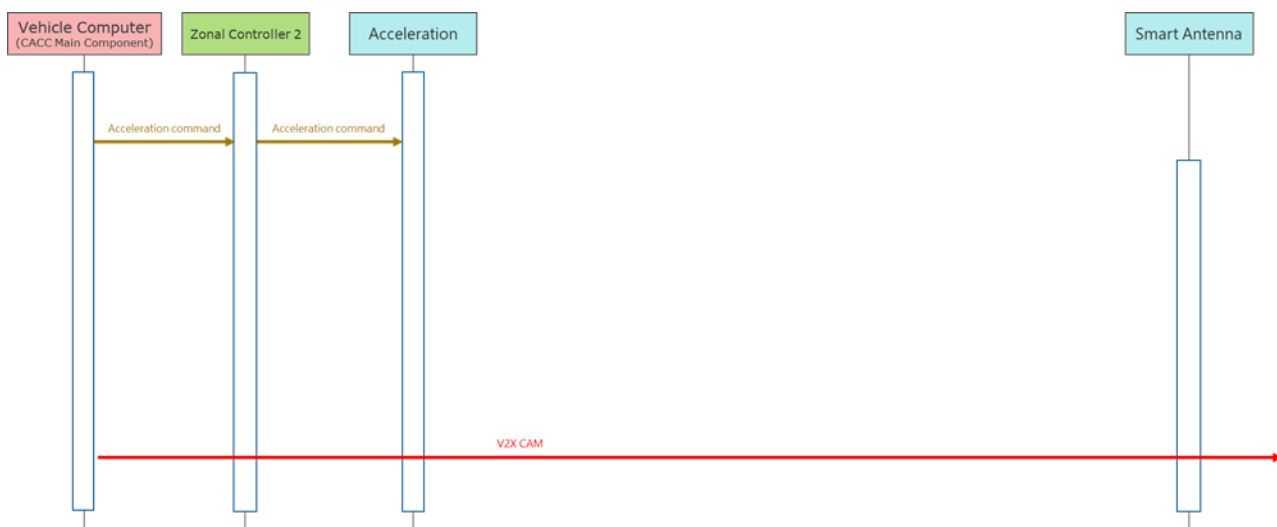 Vehicle Computer
(CACC Main Component)
Zonal Controller 2
Acceleration
Smart Antenna
Acceleration command
Acceleration command
V2X CAM